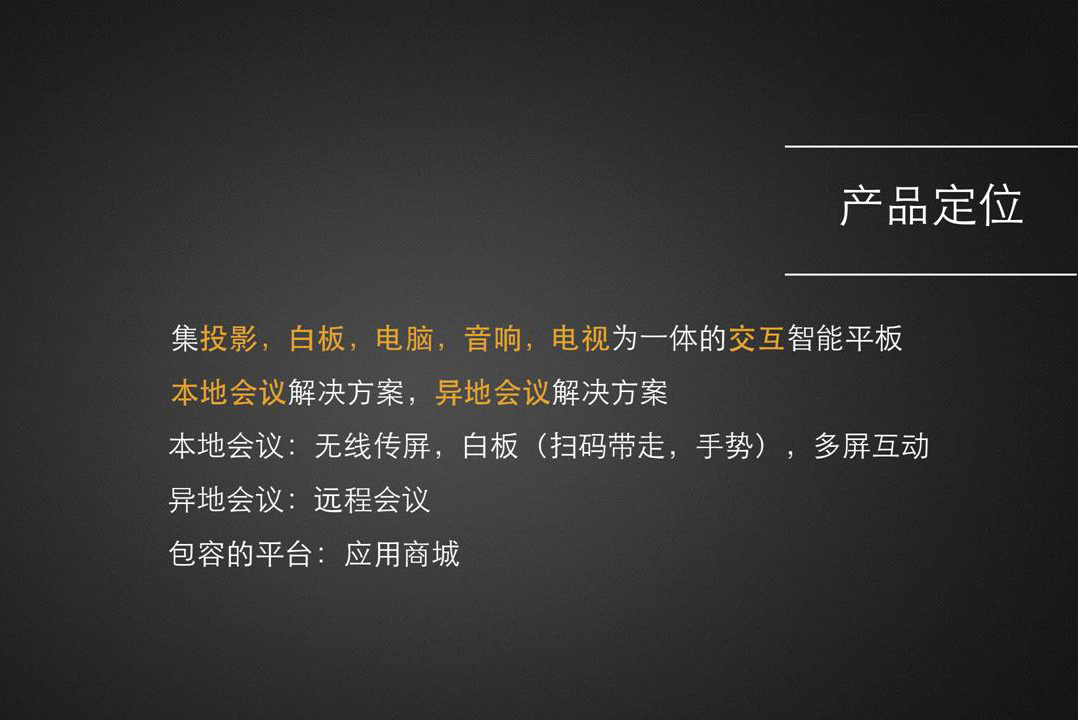 产品定位
集投影，白板，电脑，音响，电视为一体的交互智能平板
本地会议解决方案，异地会议解决方案
本地会议：无线传屏，白板（扫码带走，手势），多屏互动
异地会议：远程会议
包容的平台：应用商城